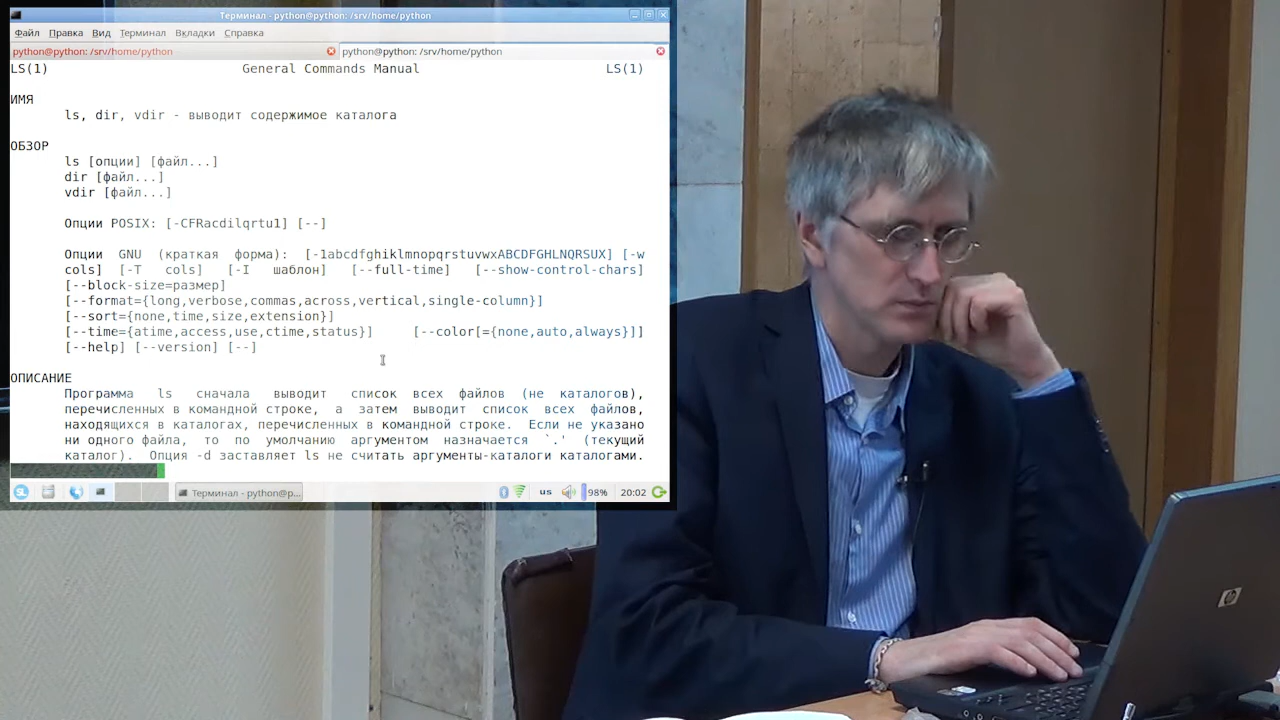 Терминал - python@python: /srv/home/python
Файл Правка Вид Терминал Вкладки Справка
python@python: /srv/home/python python@python: /srv/home/python
LS(1) General Commands Manual LS(1)
ИМЯ
ls, dir, vdir - выводит содержимое каталога
ОБЗОР
ls [опции] [файл...]
dir [файл...]
vdir [файл...]
Опции POSIX: [-CFRacdilqrtu1] [--]
Опции GNU (краткая форма): [-1abcdfghiklmnopqrstuvwxABCDFGHLNQRSUX] [-w
cols] [-T cols] [-I шаблон] [--full-time] [--show-control-chars]
[--block-size=размер]
[--format={long,verbose,commas,across,vertical,single-column}]
[--sort={none,time,size,extension}]
[--time={atime,access,use,ctime,status}] [--color[={none,auto,always}]]
[--help] [--version] [--]
ОПИСАНИЕ
Программа ls сначала выводит список всех файлов (не каталогов),
перечисленных в командной строке, а затем выводит список всех файлов,
находящихся в каталогах, перечисленных в командной строке. Если не указано
ни одного файла, то по умолчанию аргументом назначается `.' (текущий
каталог). Опция -d заставляет ls не считать аргументы-каталоги каталогами.
Терминал - python@p... us 98% 20:02
hp